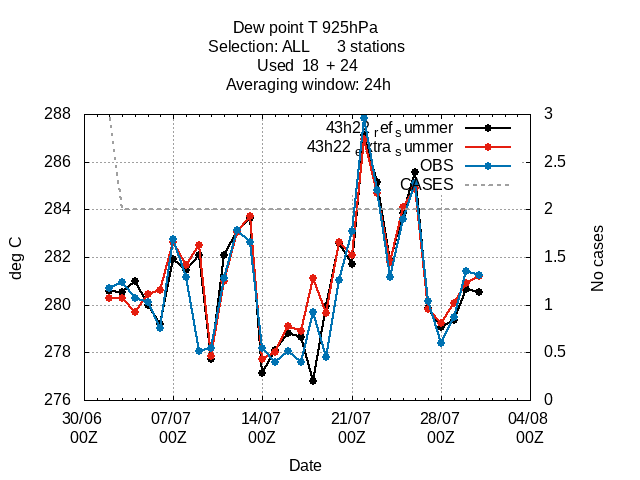 Dew point T 925hPa
Selection: ALL 3 stations
Used 18 + 24
Averaging window: 24h
288 3
43h22_ref_summer
43h22_extra_summer
286 2.5
OBS
CASES
284 2
282 1.5
deg C
No cases
280 1
278 0.5
276 0
30/06 07/07 14/07 21/07 28/07 04/08
00Z 00Z 00Z 00Z 00Z 00Z
Date